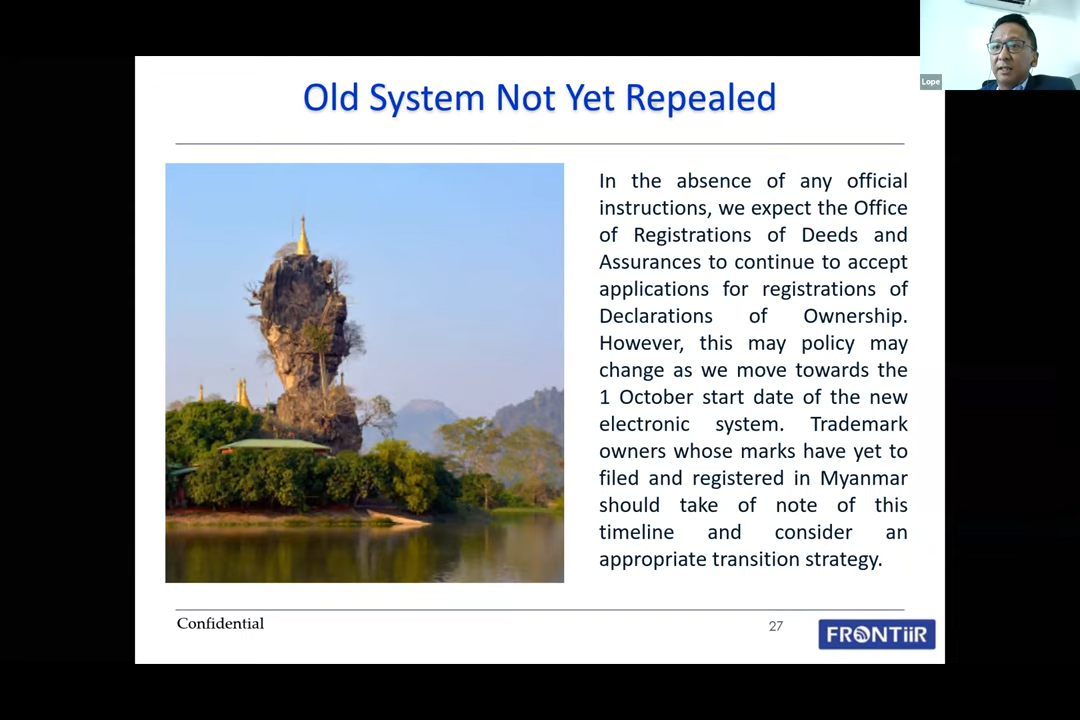 Lope
Old System Not Yet Repealed
In the absence of any official
instructions, we expect the Office
of Registrations of Deeds and
Assurances to continue to accept
applications for registrations of
Declarations of Ownership.
However, this may policy may
change as we move towards the
1 October start date of the new
electronic system. Trademark
owners whose marks have yet to
filed and registered in Myanmar
should take of note of this
timeline and consider an
appropriate transition strategy.
Confidential
27
FRONTiiR